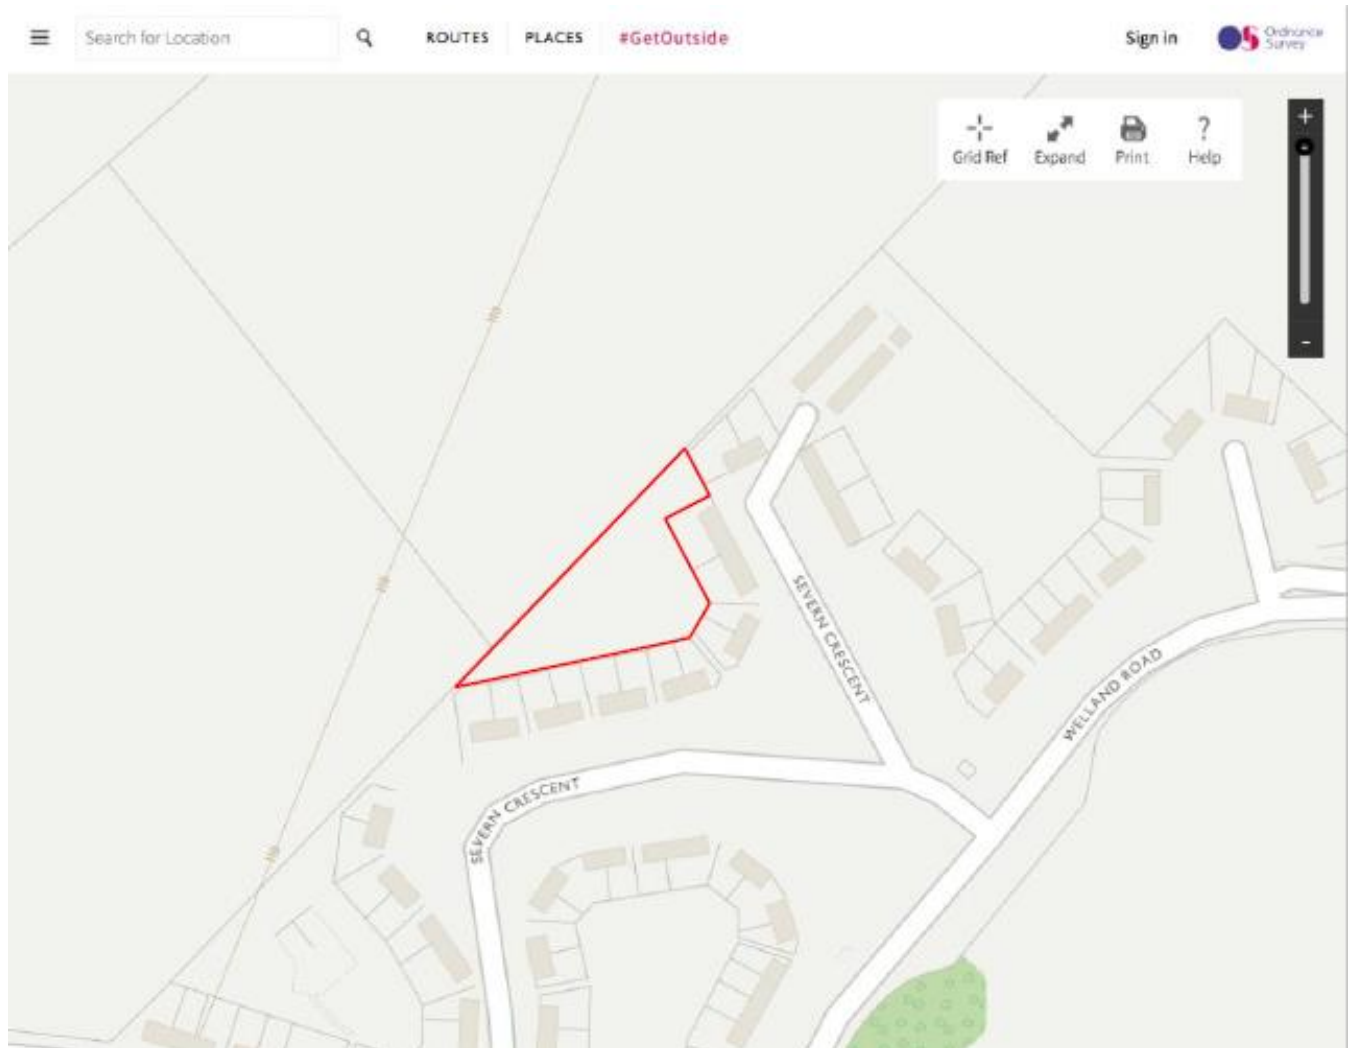 Search for Location
ROUTES
PLACES
#GetOutside
Sign in
OS Ordnance
Survey
Grid Ref
Expand
Print
?
Help
+
-
SEVERN CRESCENT
WELLAND ROAD
SEVERN CRESCENT